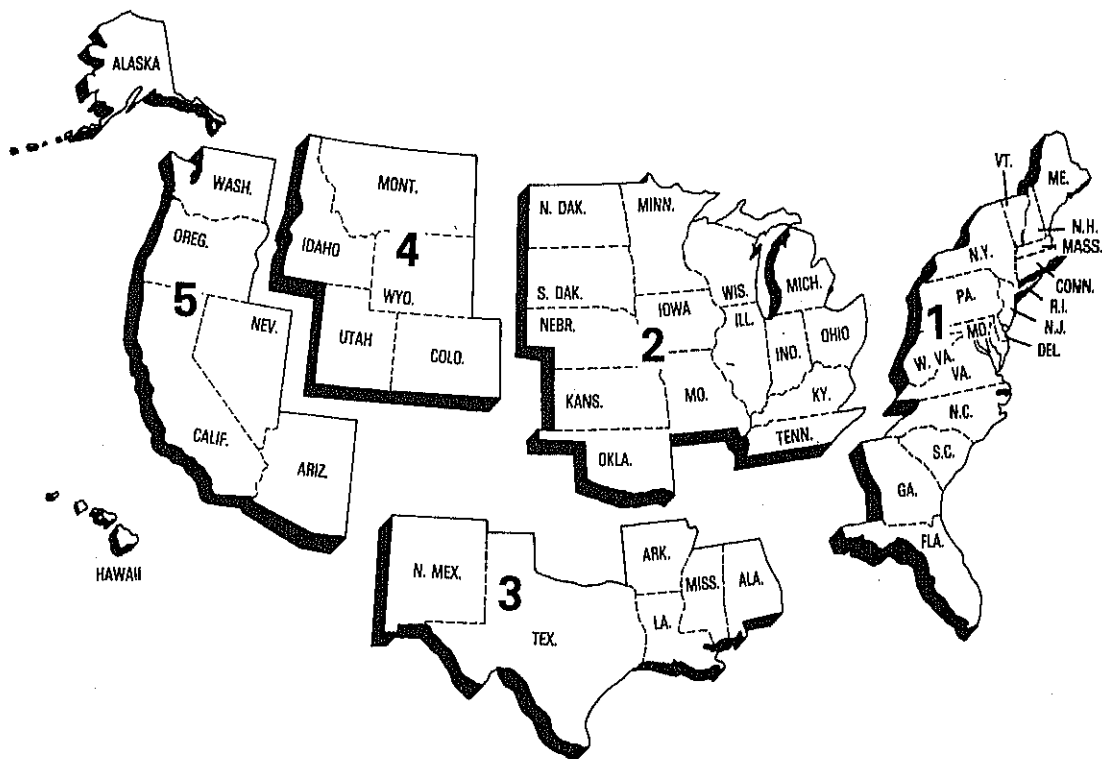 ALASKA
WASH.
OREG.
5
NEV.
CALIF.
ARIZ.
HAWAII
MONT.
IDAHO
4
WYO.
UTAH
COLO.
N. DAK.
MINN.
S. DAK.
WIS.
MICH.
NEBR.
IOWA
2
ILL.
IND.
OHIO
KANS.
MO.
KY.
TENN.
OKLA.
N. MEX.
3
TEX.
ARK.
LA.
MISS.
ALA.
VT.
ME.
N.H.
MASS.
N.Y.
CONN.
R.I.
PA.
N.J.
1
MD.
DEL.
W. VA.
VA.
N.C.
S.C.
GA.
FLA.